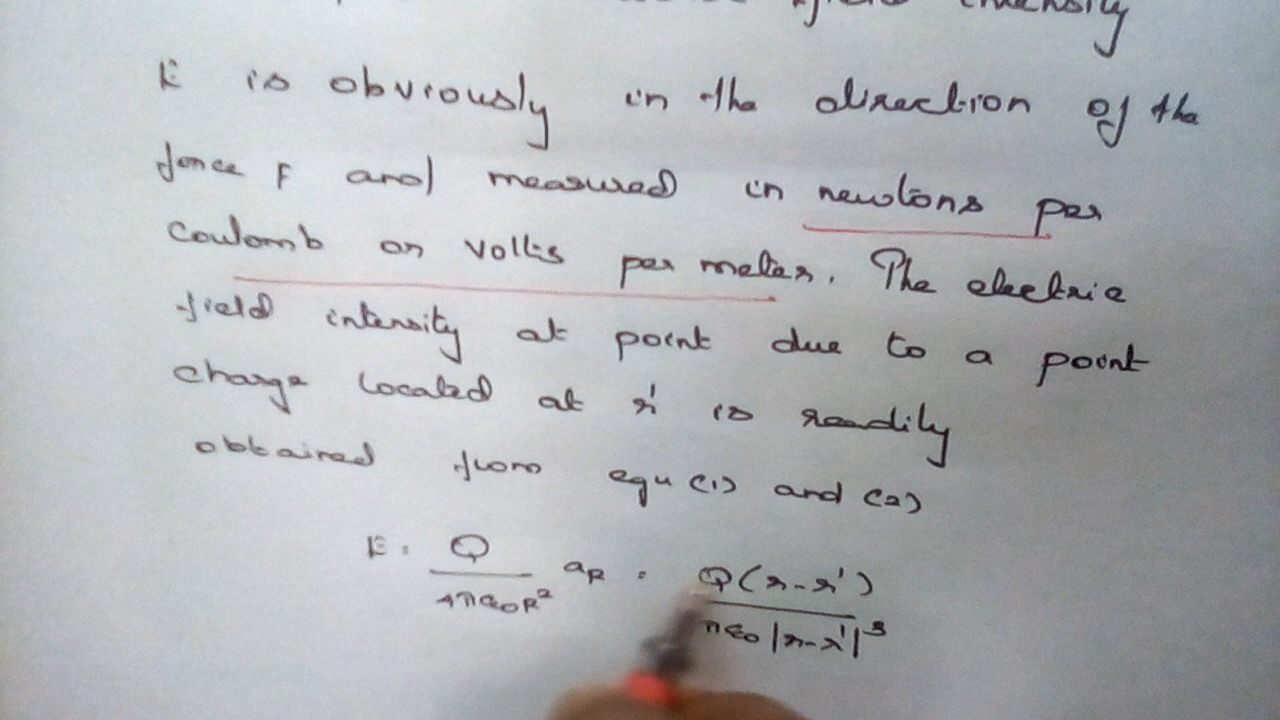 field intensity
E is obviously in the direction of the
force F and measured in newtons per
Coulomb or volts per meter. The electric
field intensity at point due to a point
charge located at r' is readily
obtained from equ (1) and (2)
E = Q / 4πε₀R² a_R = Q(r-r') / πε₀|r-r'|³